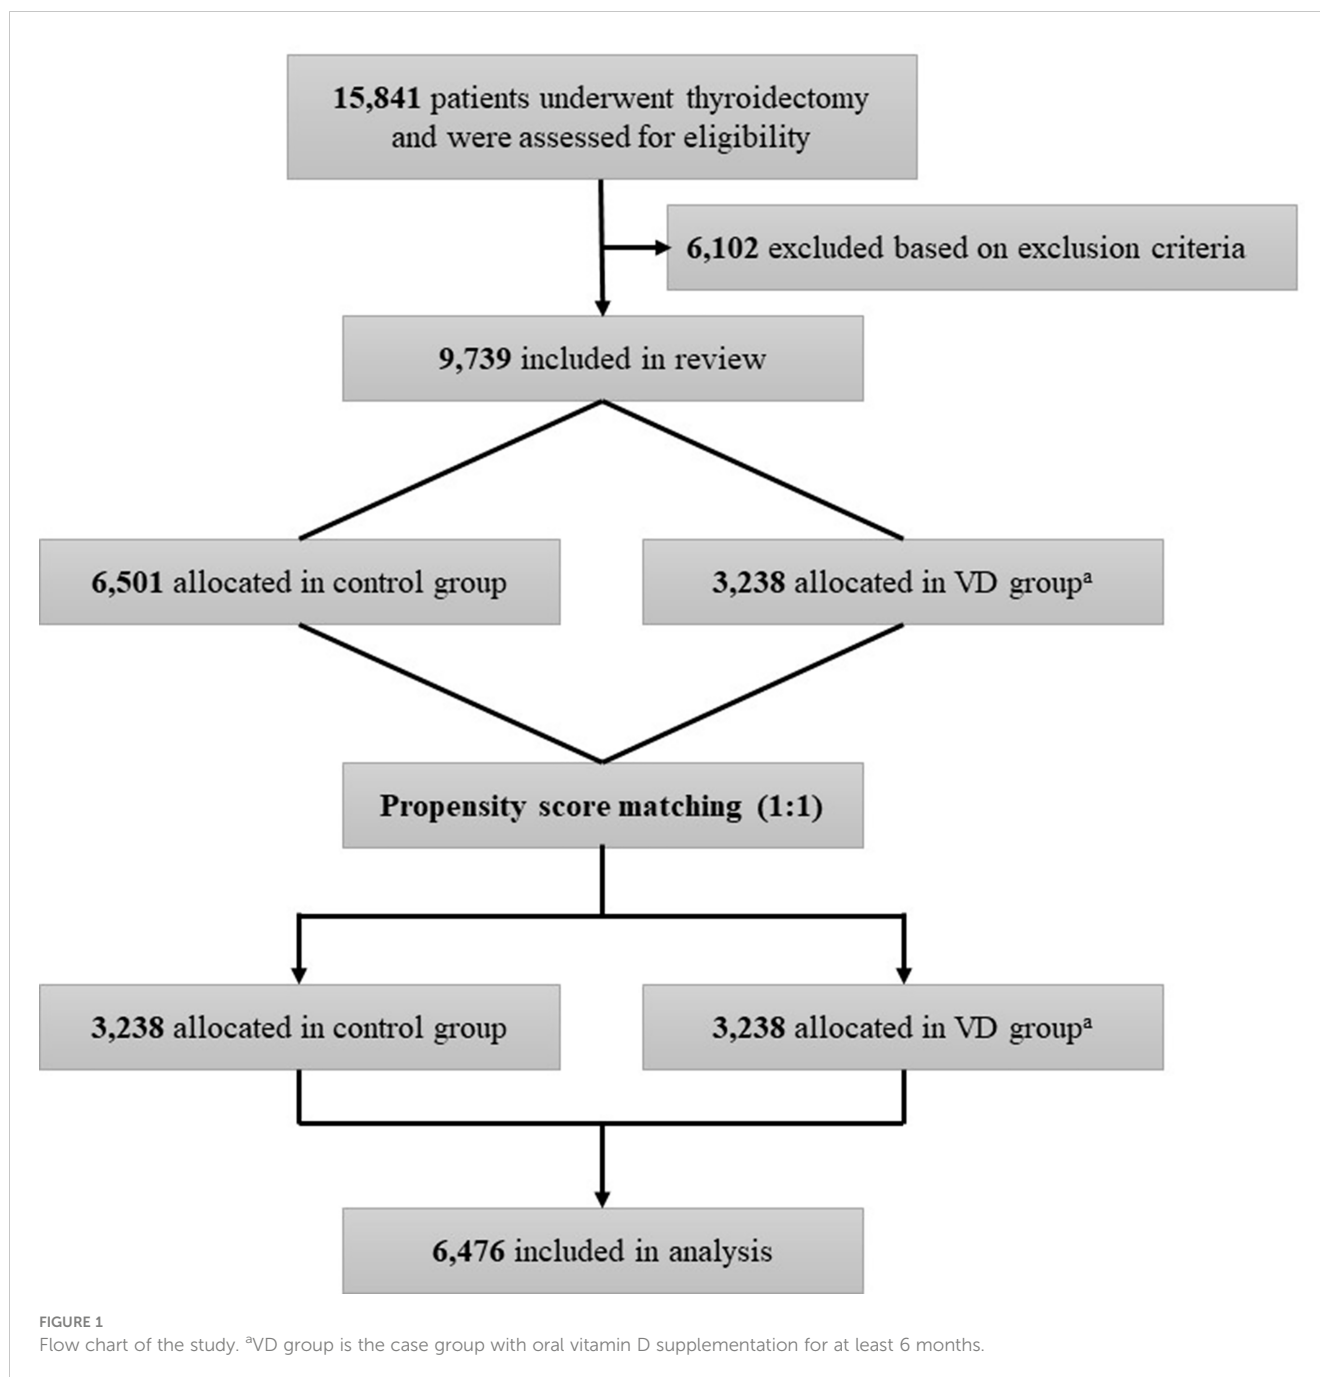 15,841 patients underwent thyroidectomy
and were assessed for eligibility
6,102 excluded based on exclusion criteria
9,739 included in review
6,501 allocated in control group
3,238 allocated in VD groupᵃ
Propensity score matching (1:1)
3,238 allocated in control group
3,238 allocated in VD groupᵃ
6,476 included in analysis
FIGURE 1
Flow chart of the study. ᵃVD group is the case group with oral vitamin D supplementation for at least 6 months.